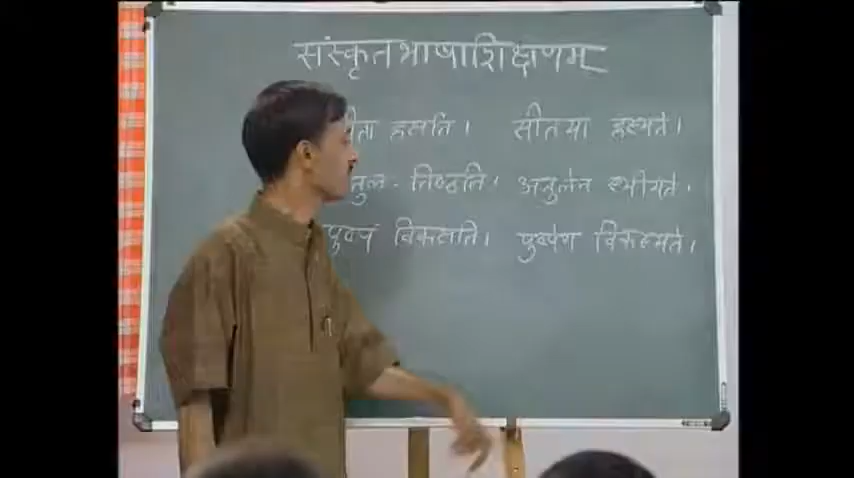 संस्कृतभाषाशिक्षणम्
हसति। सीतया हस्यते।
तिष्ठति। अतुलेन स्थीयते।
पुष्पं विकसति। पुष्पेण विकस्यते।